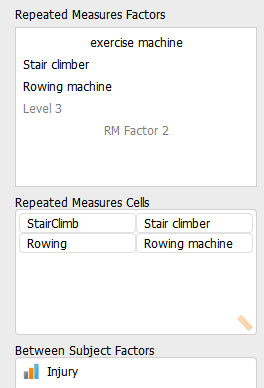 Repeated Measures Factors
exercise machine
Stair climber
Rowing machine
Level 3
RM Factor 2
Repeated Measures Cells
StairClimb Stair climber
Rowing Rowing machine
Between Subject Factors
Injury